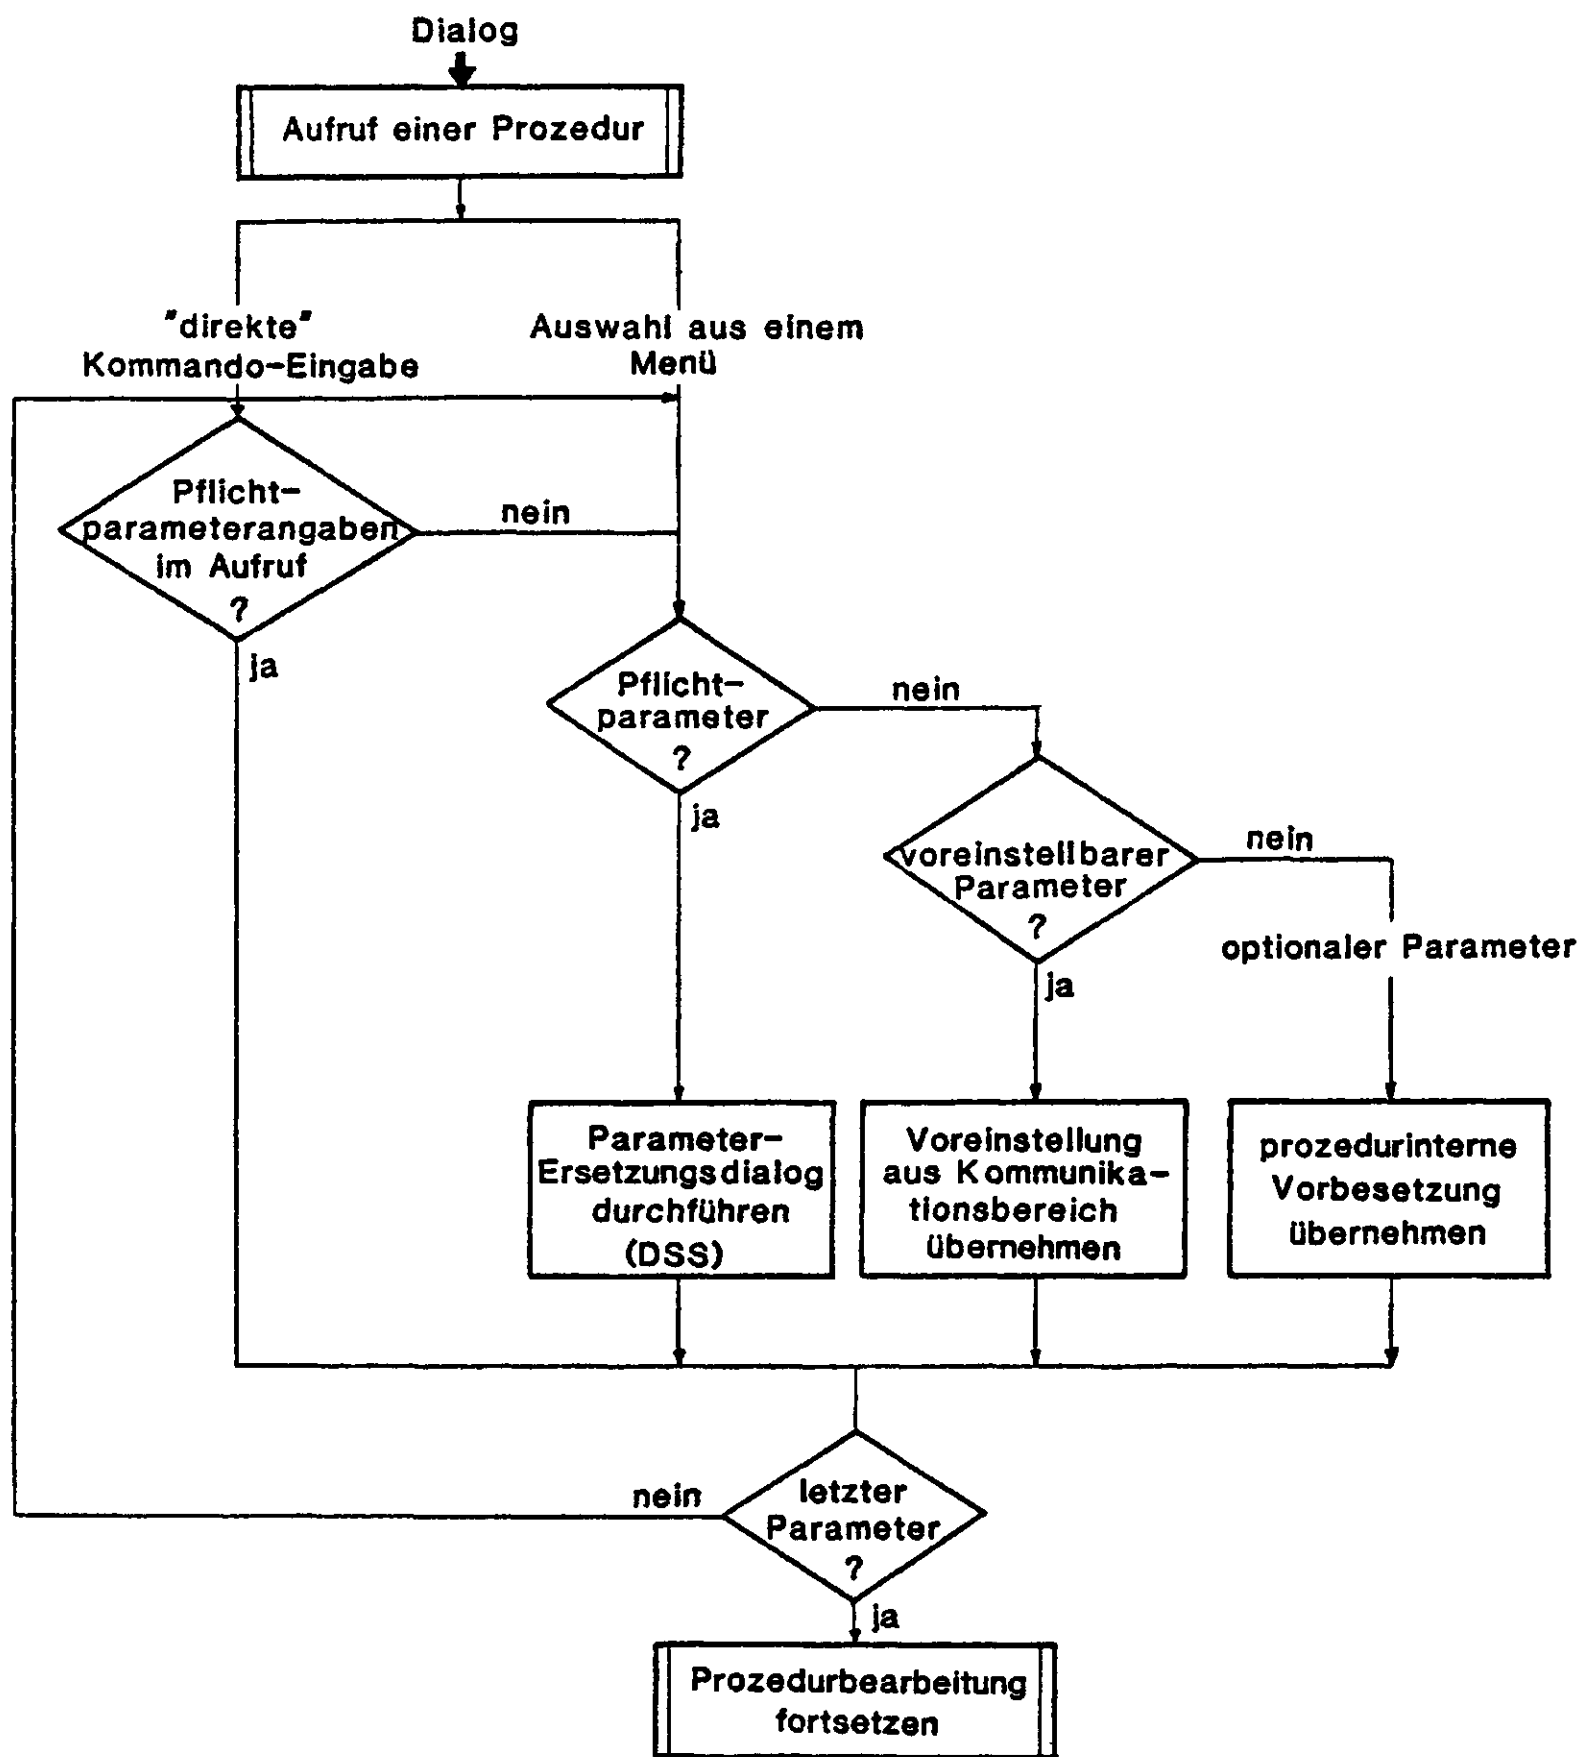 Dialog
Aufruf einer Prozedur
"direkte"
Kommando-Eingabe
Auswahl aus einem
Menü
Pflicht-
parameterangaben
im Aufruf
?
nein
ja
Pflicht-
parameter
?
nein
ja
voreinstellbarer
Parameter
?
nein
ja
optionaler Parameter
Parameter-
Ersetzungsdialog
durchführen
(DSS)
Voreinstellung
aus Kommunika-
tionsbereich
übernehmen
prozedurinterne
Vorbesetzung
übernehmen
letzter
Parameter
?
nein
ja
Prozedurbearbeitung
fortsetzen